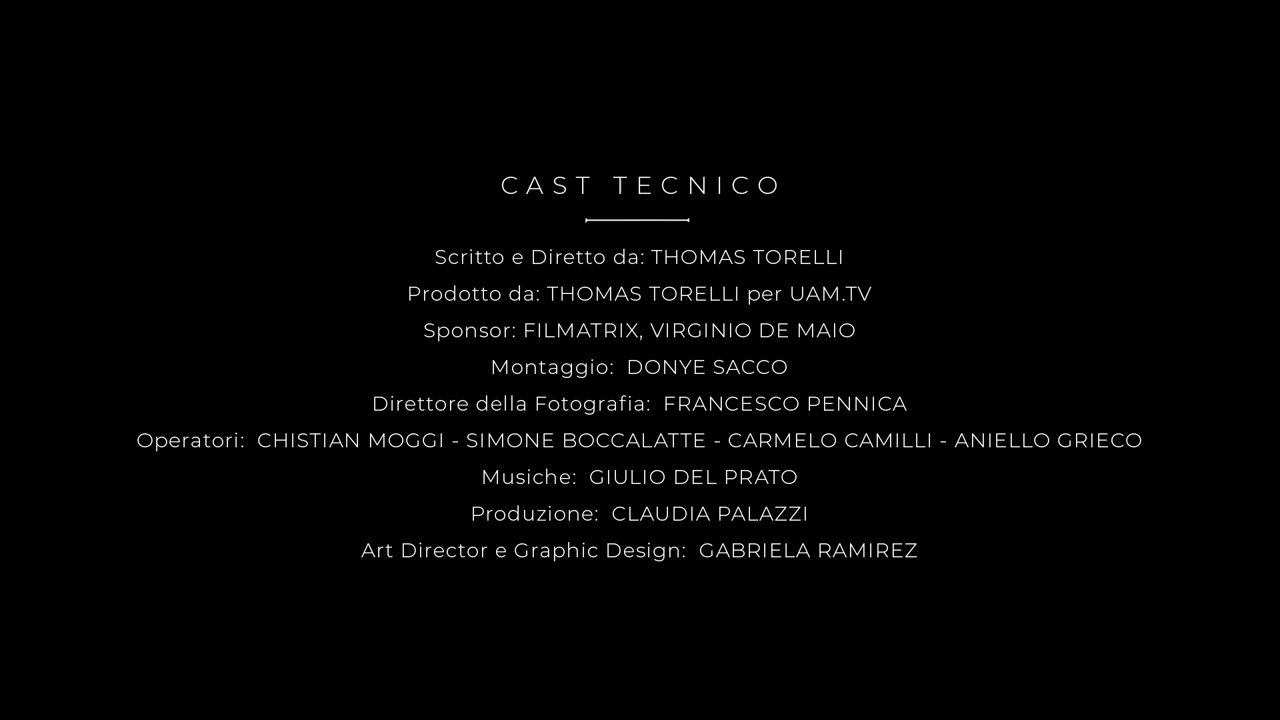 CAST TECNICO
Scritto e Diretto da: THOMAS TORELLI
Prodotto da: THOMAS TORELLI per UAM.TV
Sponsor: FILMATRIX, VIRGINIO DE MAIO
Montaggio: DONYE SACCO
Direttore della Fotografia: FRANCESCO PENNICA
Operatori: CHISTIAN MOGGI - SIMONE BOCCALATTE - CARMELO CAMILLI - ANIELLO GRIECO
Musiche: GIULIO DEL PRATO
Produzione: CLAUDIA PALAZZI
Art Director e Graphic Design: GABRIELA RAMIREZ